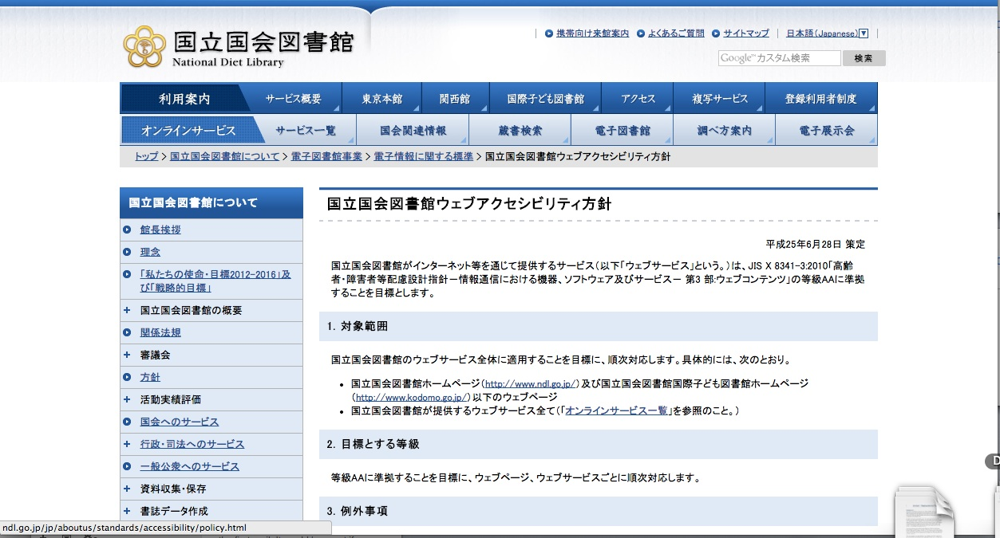 国立国会図書館
National Diet Library
携帯向け来館案内 よくあるご質問 サイトマップ 日本語(Japanese)
Google™カスタム検索 検索
利用案内 サービス概要 東京本館 関西館 国際子ども図書館 アクセス 複写サービス 登録利用者制度
オンラインサービス サービス一覧 国会関連情報 蔵書検索 電子図書館 調べ方案内 電子展示会
トップ > 国立国会図書館について > 電子図書館事業 > 電子情報に関する標準 > 国立国会図書館ウェブアクセシビリティ方針
国立国会図書館について
館長挨拶
理念
「私たちの使命・目標2012-2016」及
び「戦略的目標」
+ 国立国会図書館の概要
関係法規
+ 審議会
方針
+ 活動実績評価
国会へのサービス
+ 行政・司法へのサービス
一般公衆へのサービス
+ 資料収集・保存
+ 書誌データ作成
国立国会図書館ウェブアクセシビリティ方針
平成25年6月28日 策定
国立国会図書館がインターネット等を通じて提供するサービス(以下「ウェブサービス」という。)は、JIS X 8341-3:2010「高齢
者・障害者等配慮設計指針－情報通信における機器、ソフトウェア及びサービス－ 第3 部:ウェブコンテンツ」の等級AAに準拠
することを目標とします。
1. 対象範囲
国立国会図書館のウェブサービス全体に適用することを目標に、順次対応します。具体的には、次のとおり。
• 国立国会図書館ホームページ(http://www.ndl.go.jp/)及び国立国会図書館国際子ども図書館ホームページ
(http://www.kodomo.go.jp/)以下のウェブページ
• 国立国会図書館が提供するウェブサービス全て(「オンラインサービス一覧」を参照のこと。)
2. 目標とする等級
等級AAに準拠することを目標に、ウェブページ、ウェブサービスごとに順次対応します。
3. 例外事項
ndl.go.jp/jp/aboutus/standards/accessibility/policy.html
D